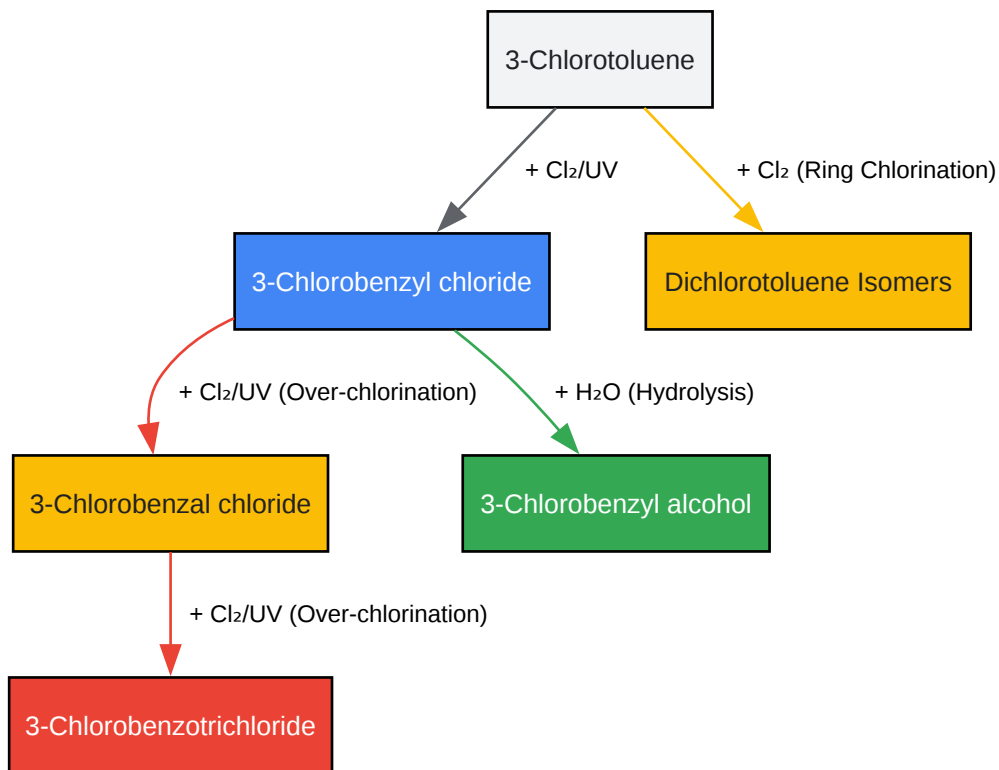 3-Chlorotoluene
+ Cl₂/UV
+ Cl₂ (Ring Chlorination)
3-Chlorobenzyl chloride
Dichlorotoluene Isomers
+ Cl₂/UV (Over-chlorination)
+ H₂O (Hydrolysis)
3-Chlorobenzal chloride
3-Chlorobenzyl alcohol
+ Cl₂/UV (Over-chlorination)
3-Chlorobenzotrichloride